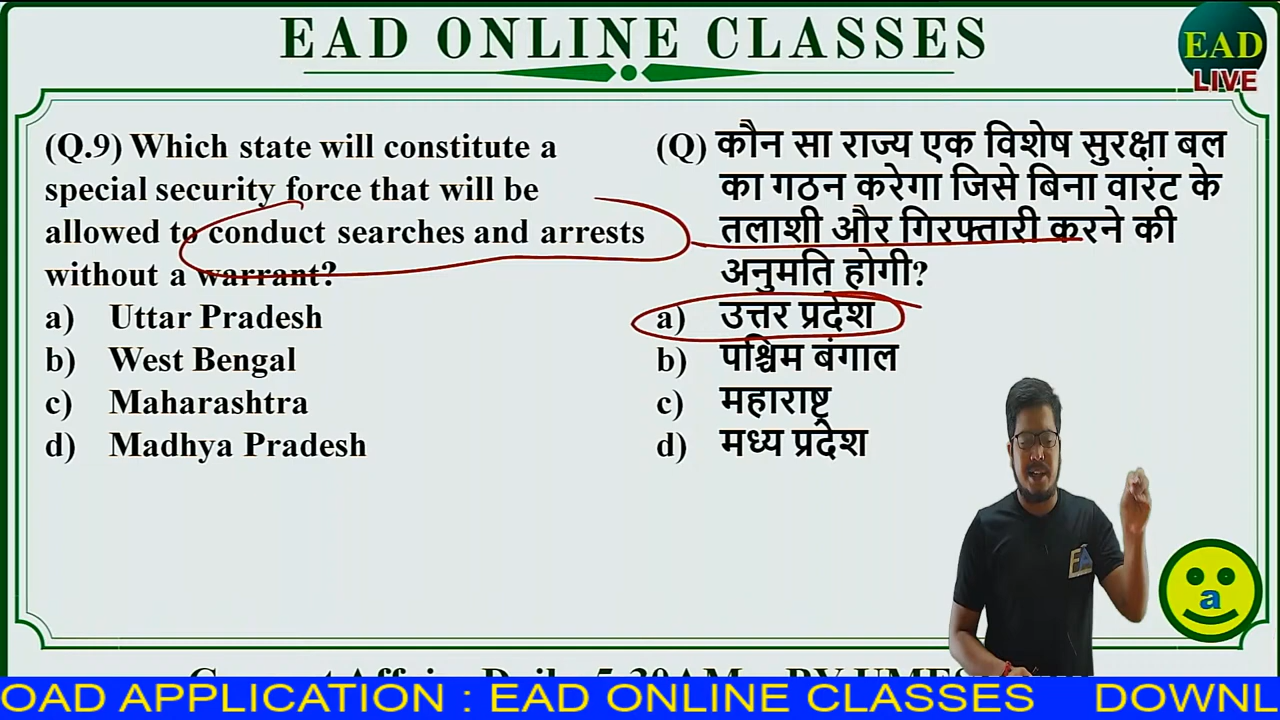 EAD ONLINE CLASSES
EAD
LIVE
(Q.9) Which state will constitute a
special security force that will be
allowed to conduct searches and arrests
without a warrant?
a) Uttar Pradesh
b) West Bengal
c) Maharashtra
d) Madhya Pradesh
(Q) कौन सा राज्य एक विशेष सुरक्षा बल
का गठन करेगा जिसे बिना वारंट के
तलाशी और गिरफ्तारी करने की
अनुमति होगी?
a) उत्तर प्रदेश
b) पश्चिम बंगाल
c) महाराष्ट्र
d) मध्य प्रदेश
a
OAD APPLICATION : EAD ONLINE CLASSES DOWNL